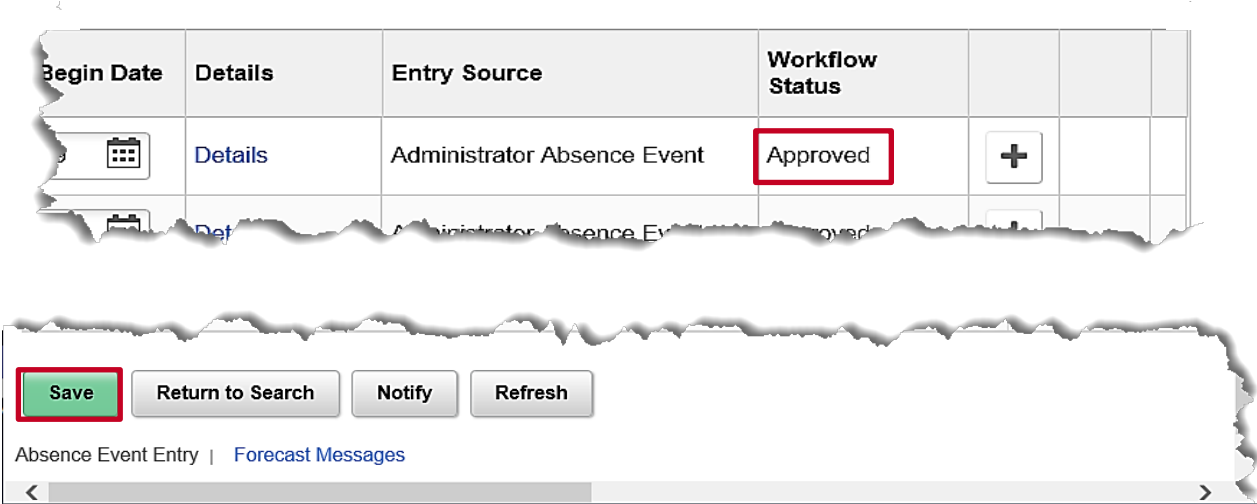 Begin Date Details Entry Source Workflow Status
Details Administrator Absence Event Approved
Save Return to Search Notify Refresh
Absence Event Entry | Forecast Messages